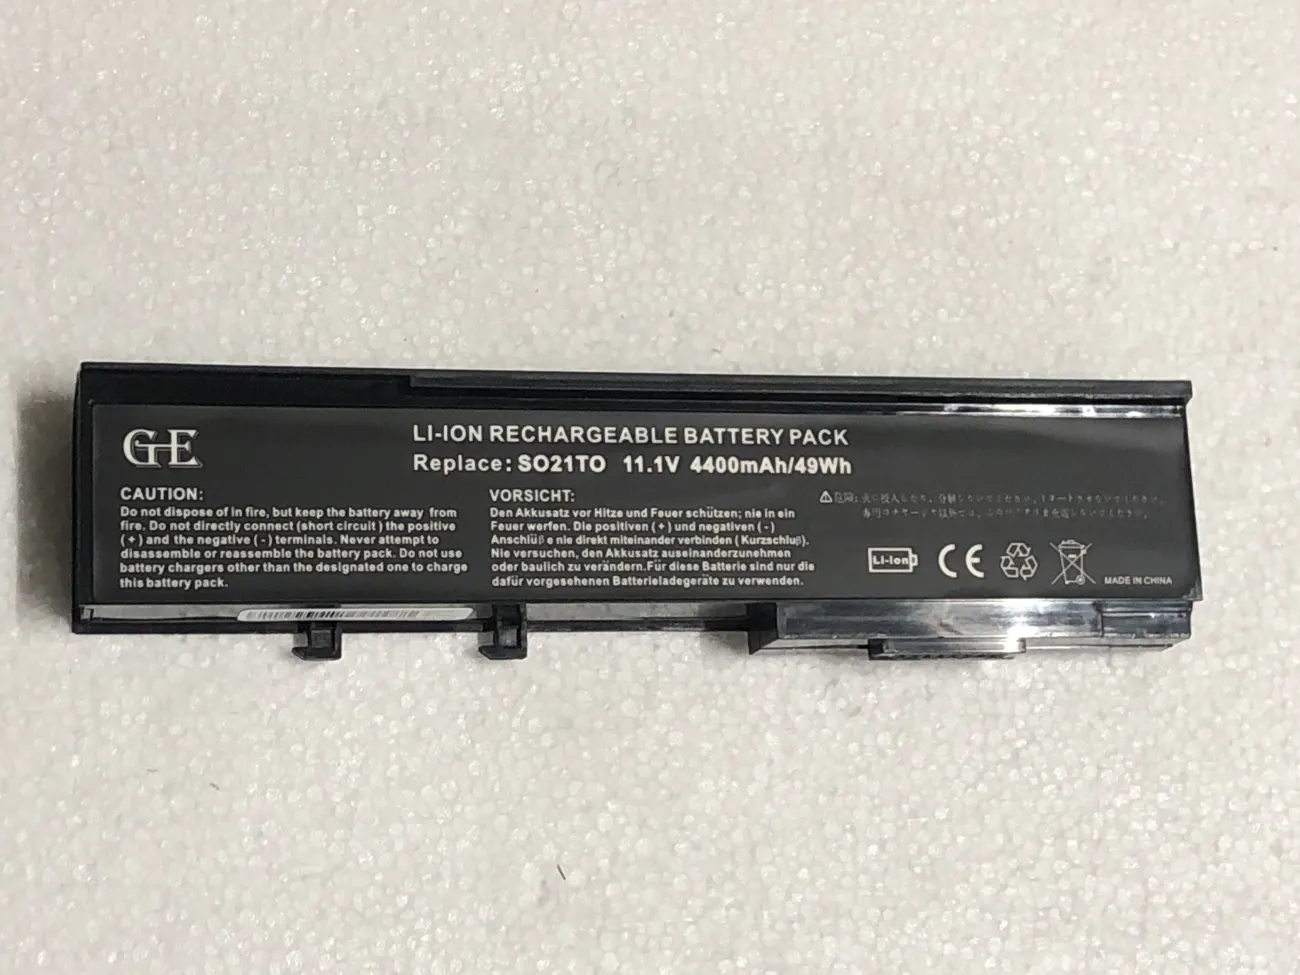 GE
LI-ION RECHARGEABLE BATTERY PACK
Replace: SO21TO 11.1V 4400mAh/49Wh
CAUTION:
Do not dispose of in fire, but keep the battery away from
fire. Do not directly connect (short circuit) the positive
(+) and the negative (-) terminals. Never attempt to
disassemble or reassemble the battery pack. Do not use
battery chargers other than the designated one to charge
this battery pack.
VORSICHT:
Den Akkusatz vor Hitze und Feuer schützen; nie in ein
Feuer werfen. Die positiven (+) und negativen (-)
Anschlüβe nie direkt miteinander verbinden (Kurzschluβ).
Nie versuchen, den Akkusatz auseinanderzunehmen
oder baulich zu verändern. Für diese Batterie sind nur die
dafür vorgesehenen Batterieladegeräte zu verwenden.
危険:
Li-ion
CE
MADE IN CHINA